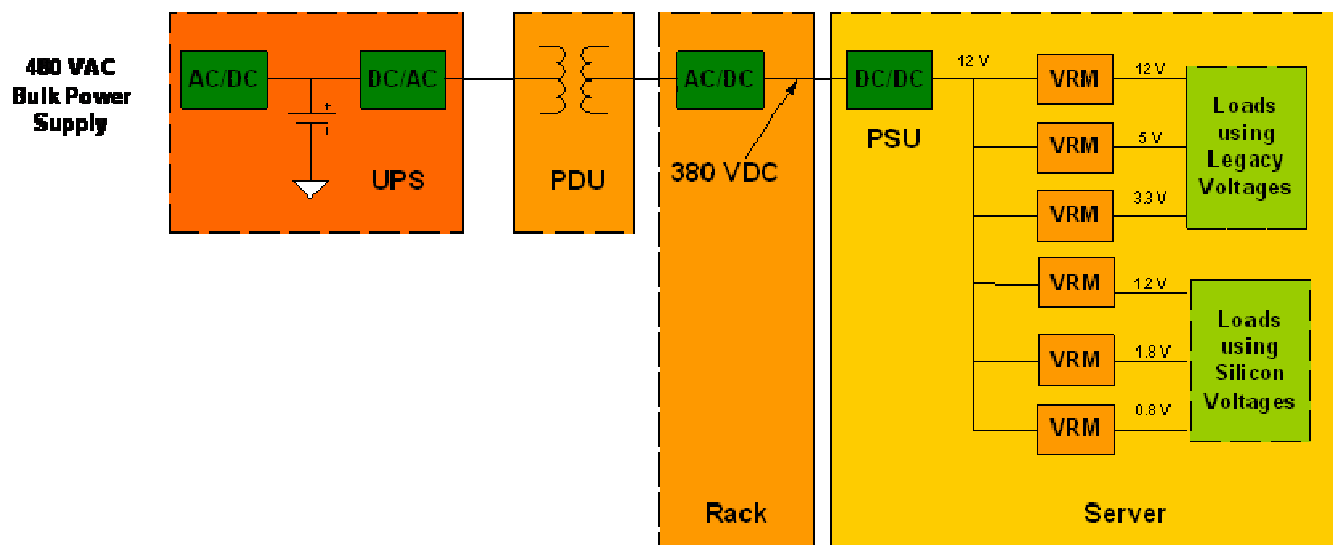 480 VAC
Bulk Power
Supply
AC/DC
DC/AC
+
UPS
PDU
AC/DC
380 VDC
Rack
DC/DC
PSU
12 V
VRM
12 V
VRM
5 V
VRM
3.3 V
VRM
1.2 V
VRM
1.8 V
VRM
0.8 V
Loads
using
Legacy
Voltages
Loads
using
Silicon
Voltages
Server